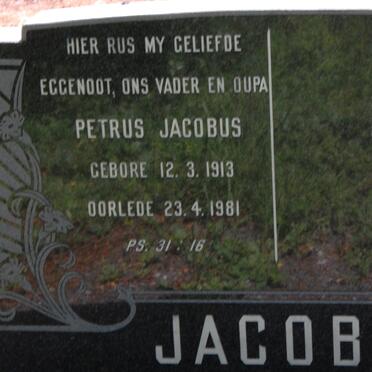 HIER RUS MY GELIEFDE
EGGENOOT, ONS VADER EN OUPA
PETRUS JACOBUS
GEBORE 12. 3. 1913
OORLEDE 23. 4. 1981
PS. 31 : 16
JACOB